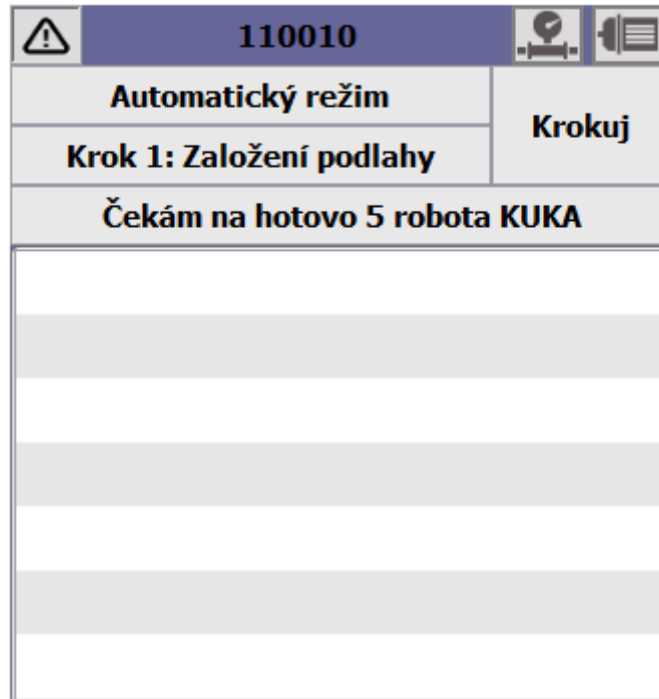 110010
Automatický režim
Krokuj
Krok 1: Založení podlahy
Čekám na hotovo 5 robota KUKA